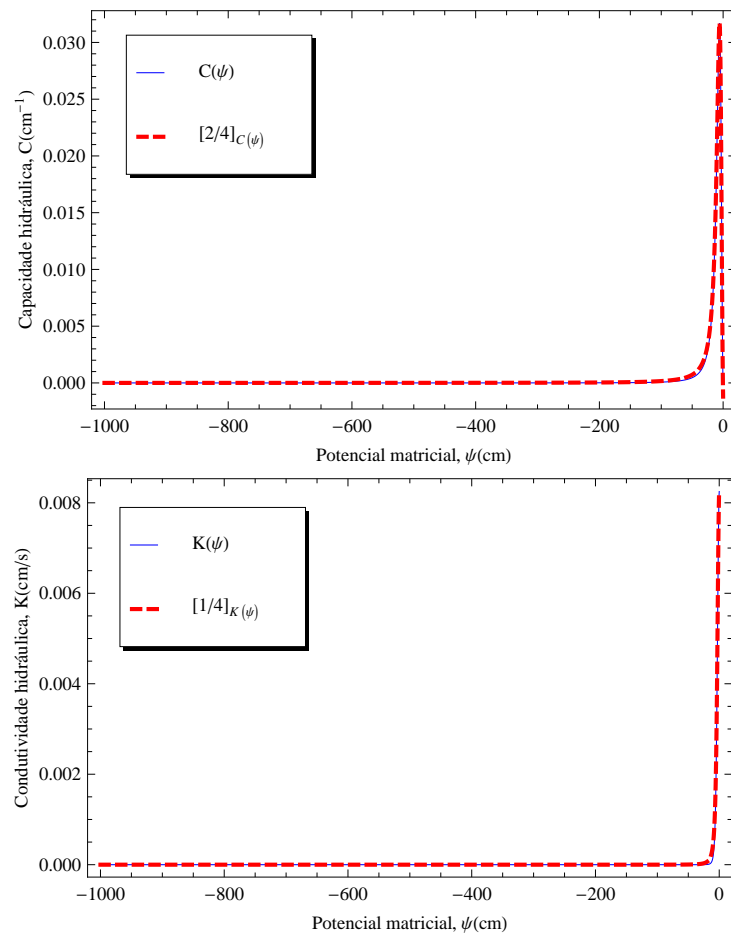 0.030
0.025
0.020
0.015
0.010
0.005
0.000
Capacidade hidráulica, C(cm⁻¹)
C(ψ)
[2/4]_C(ψ)
−1000 −800 −600 −400 −200 0
Potencial matricial, ψ(cm)
0.008
0.006
0.004
0.002
0.000
Condutividade hidráulica, K(cm/s)
K(ψ)
[1/4]_K(ψ)
−1000 −800 −600 −400 −200 0
Potencial matricial, ψ(cm)